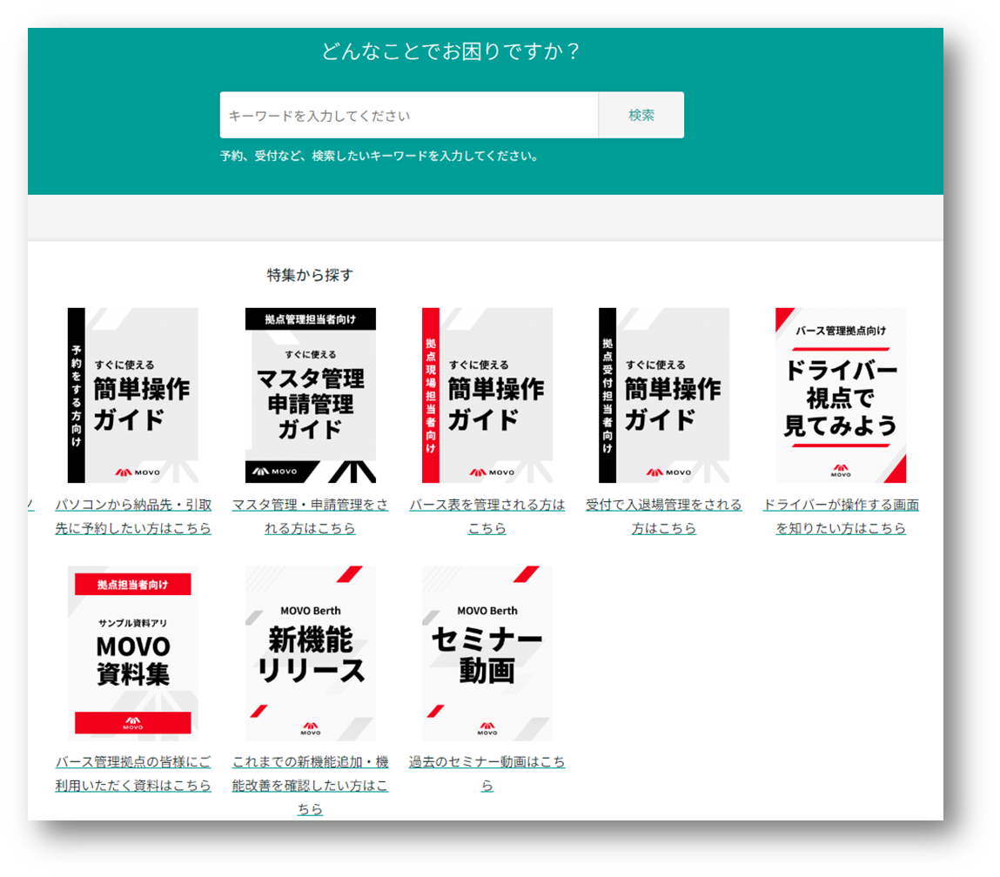 どんなことでお困りですか？
キーワードを入力してください
検索
予約、受付など、検索したいキーワードを入力してください。
特集から探す
予約をする方向け
すぐに使える
簡単操作
ガイド
MOVO
パソコンから納品先・引取
先に予約したい方はこちら
拠点管理担当者向け
すぐに使える
マスタ管理
申請管理
ガイド
MOVO
マスタ管理・申請管理をさ
れる方はこちら
拠点現場担当者向け
すぐに使える
簡単操作
ガイド
MOVO
バース表を管理される方は
こちら
拠点受付担当者向け
すぐに使える
簡単操作
ガイド
MOVO
受付で入退場管理をされる
方はこちら
バース管理拠点向け
ドライバー
視点で
見てみよう
MOVO
ドライバーが操作する画面
を知りたい方はこちら
拠点担当者向け
サンプル資料アリ
MOVO
資料集
MOVO
バース管理拠点の皆様にご
利用いただく資料はこちら
MOVO Berth
新機能
リリース
MOVO
これまでの新機能追加・機
能改善を確認したい方はこ
ちら
MOVO Berth
セミナー
動画
MOVO
過去のセミナー動画はこち
ら